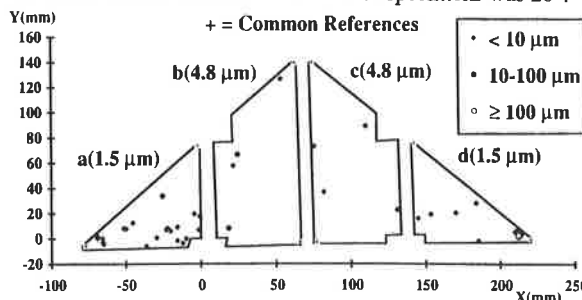 Y(mm)
+ = Common References
160
140
120
100
80
60
40
20
0
-20
b(4.8 μm)
c(4.8 μm)
a(1.5 μm)
d(1.5 μm)
< 10 μm
10-100 μm
≥ 100 μm
-100 -50 0 50 100 150 200 250
X(mm)